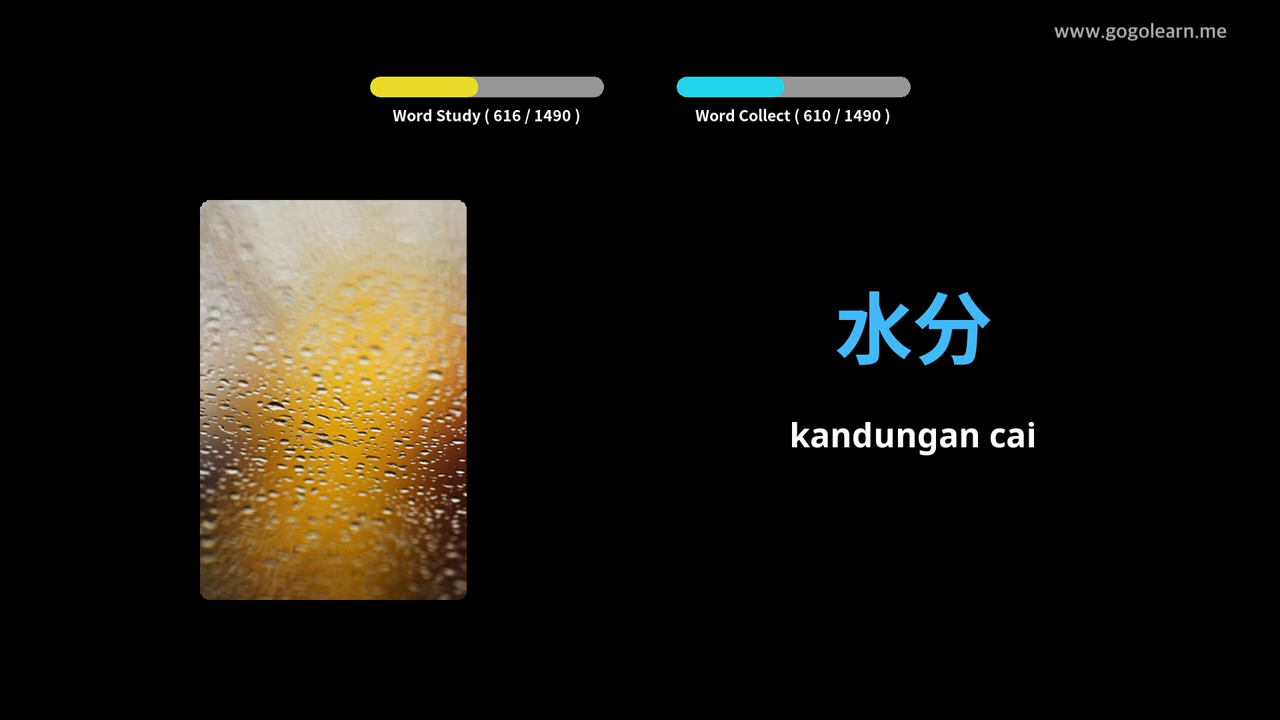 www.gogolearn.me
Word Study ( 616 / 1490 )
Word Collect ( 610 / 1490 )
水分
kandungan cai